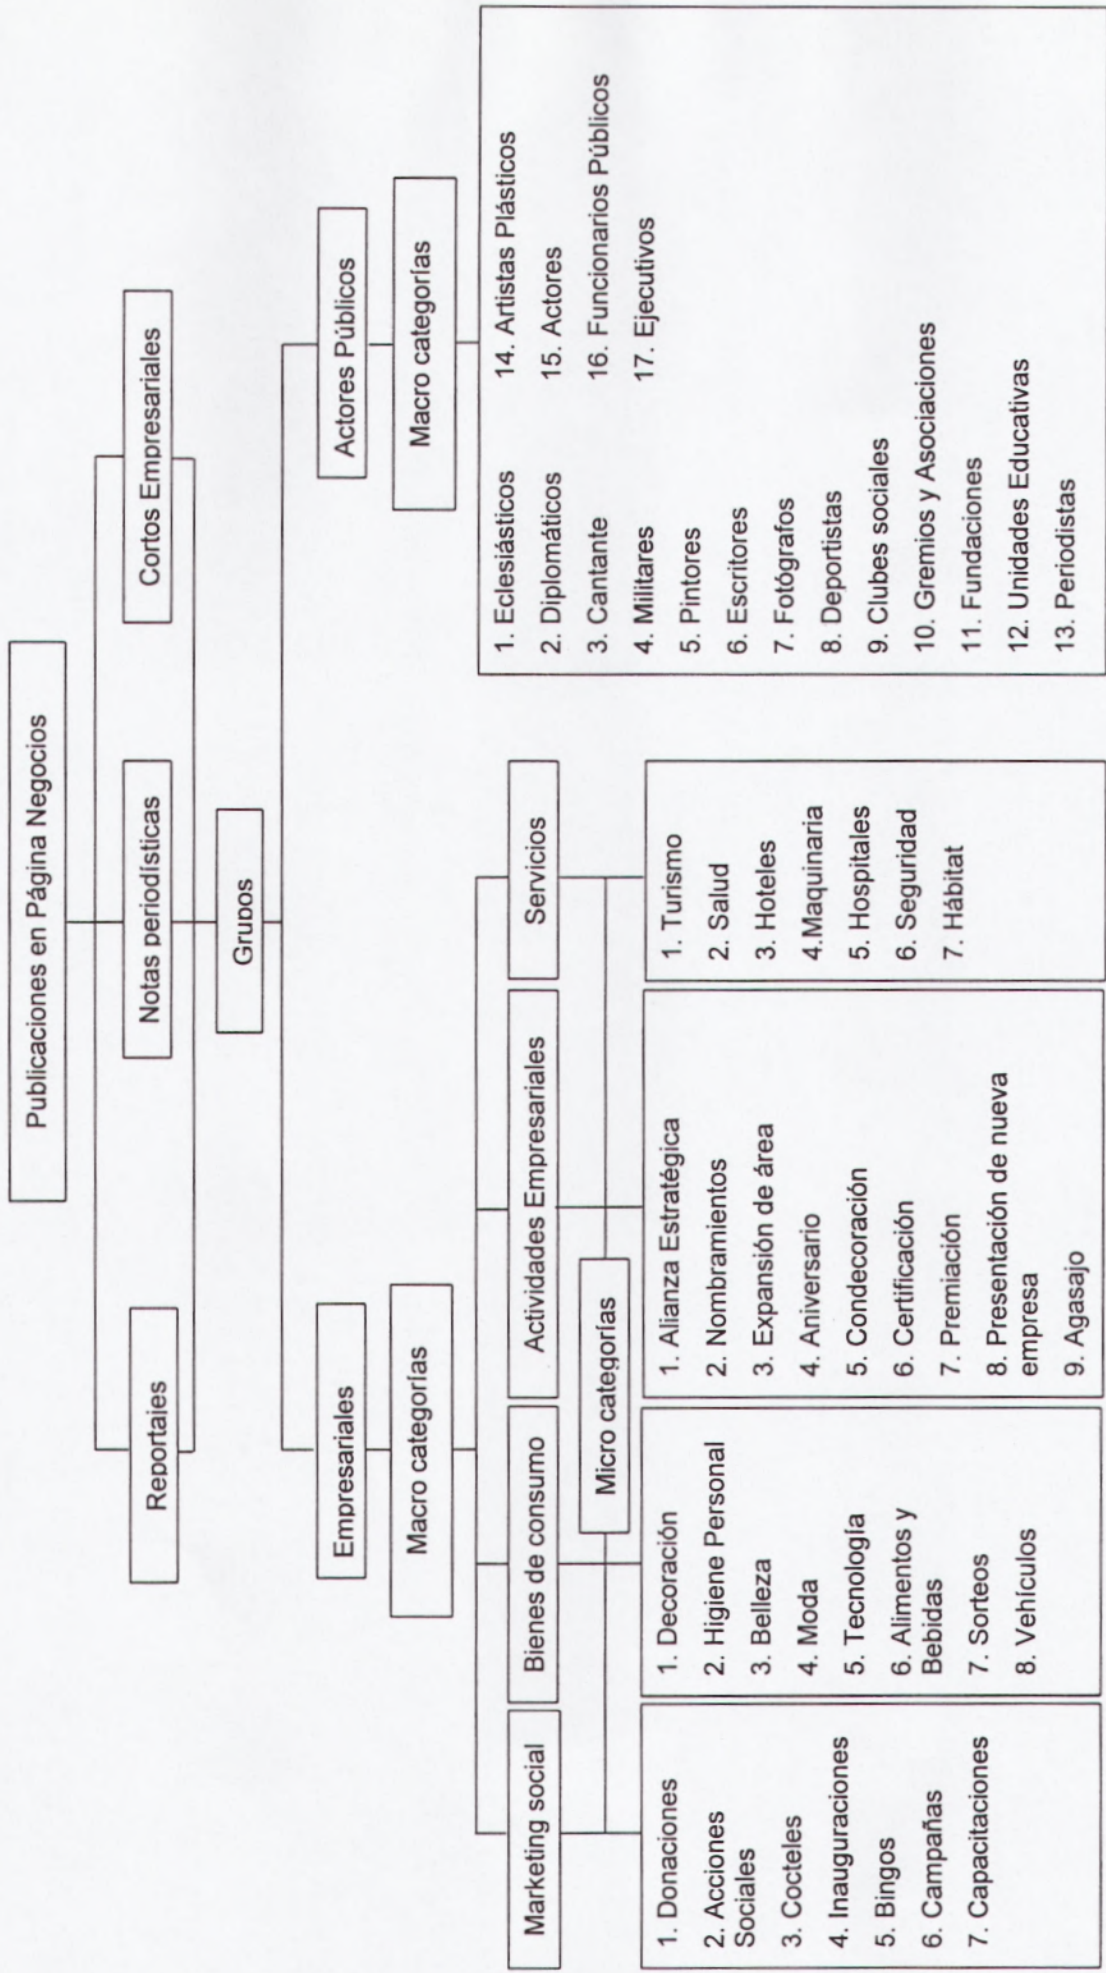 Publicaciones en Página Negocios
Reportajes
Notas periodísticas
Cortos Empresariales
Grupos
Empresariales
Actores Públicos
Macro categorías
Macro categorías
Marketing social
Bienes de consumo
Actividades Empresariales
Servicios
Micro categorías
1. Donaciones
2. Acciones
Sociales
3. Cocteles
4. Inauguraciones
5. Bingos
6. Campañas
7. Capacitaciones
1. Decoración
2. Higiene Personal
3. Belleza
4. Moda
5. Tecnología
6. Alimentos y
Bebidas
7. Sorteos
8. Vehículos
1. Alianza Estratégica
2. Nombramientos
3. Expansión de área
4. Aniversario
5. Condecoración
6. Certificación
7. Premiación
8. Presentación de nueva
empresa
9. Agasajo
1. Turismo
2. Salud
3. Hoteles
4.Maquinaria
5. Hospitales
6. Seguridad
7. Hábitat
1. Eclesiásticos
2. Diplomáticos
3. Cantante
4. Militares
5. Pintores
6. Escritores
7. Fotógrafos
8. Deportistas
9. Clubes sociales
10. Gremios y Asociaciones
11. Fundaciones
12. Unidades Educativas
13. Periodistas
14. Artistas Plásticos
15. Actores
16. Funcionarios Públicos
17. Ejecutivos